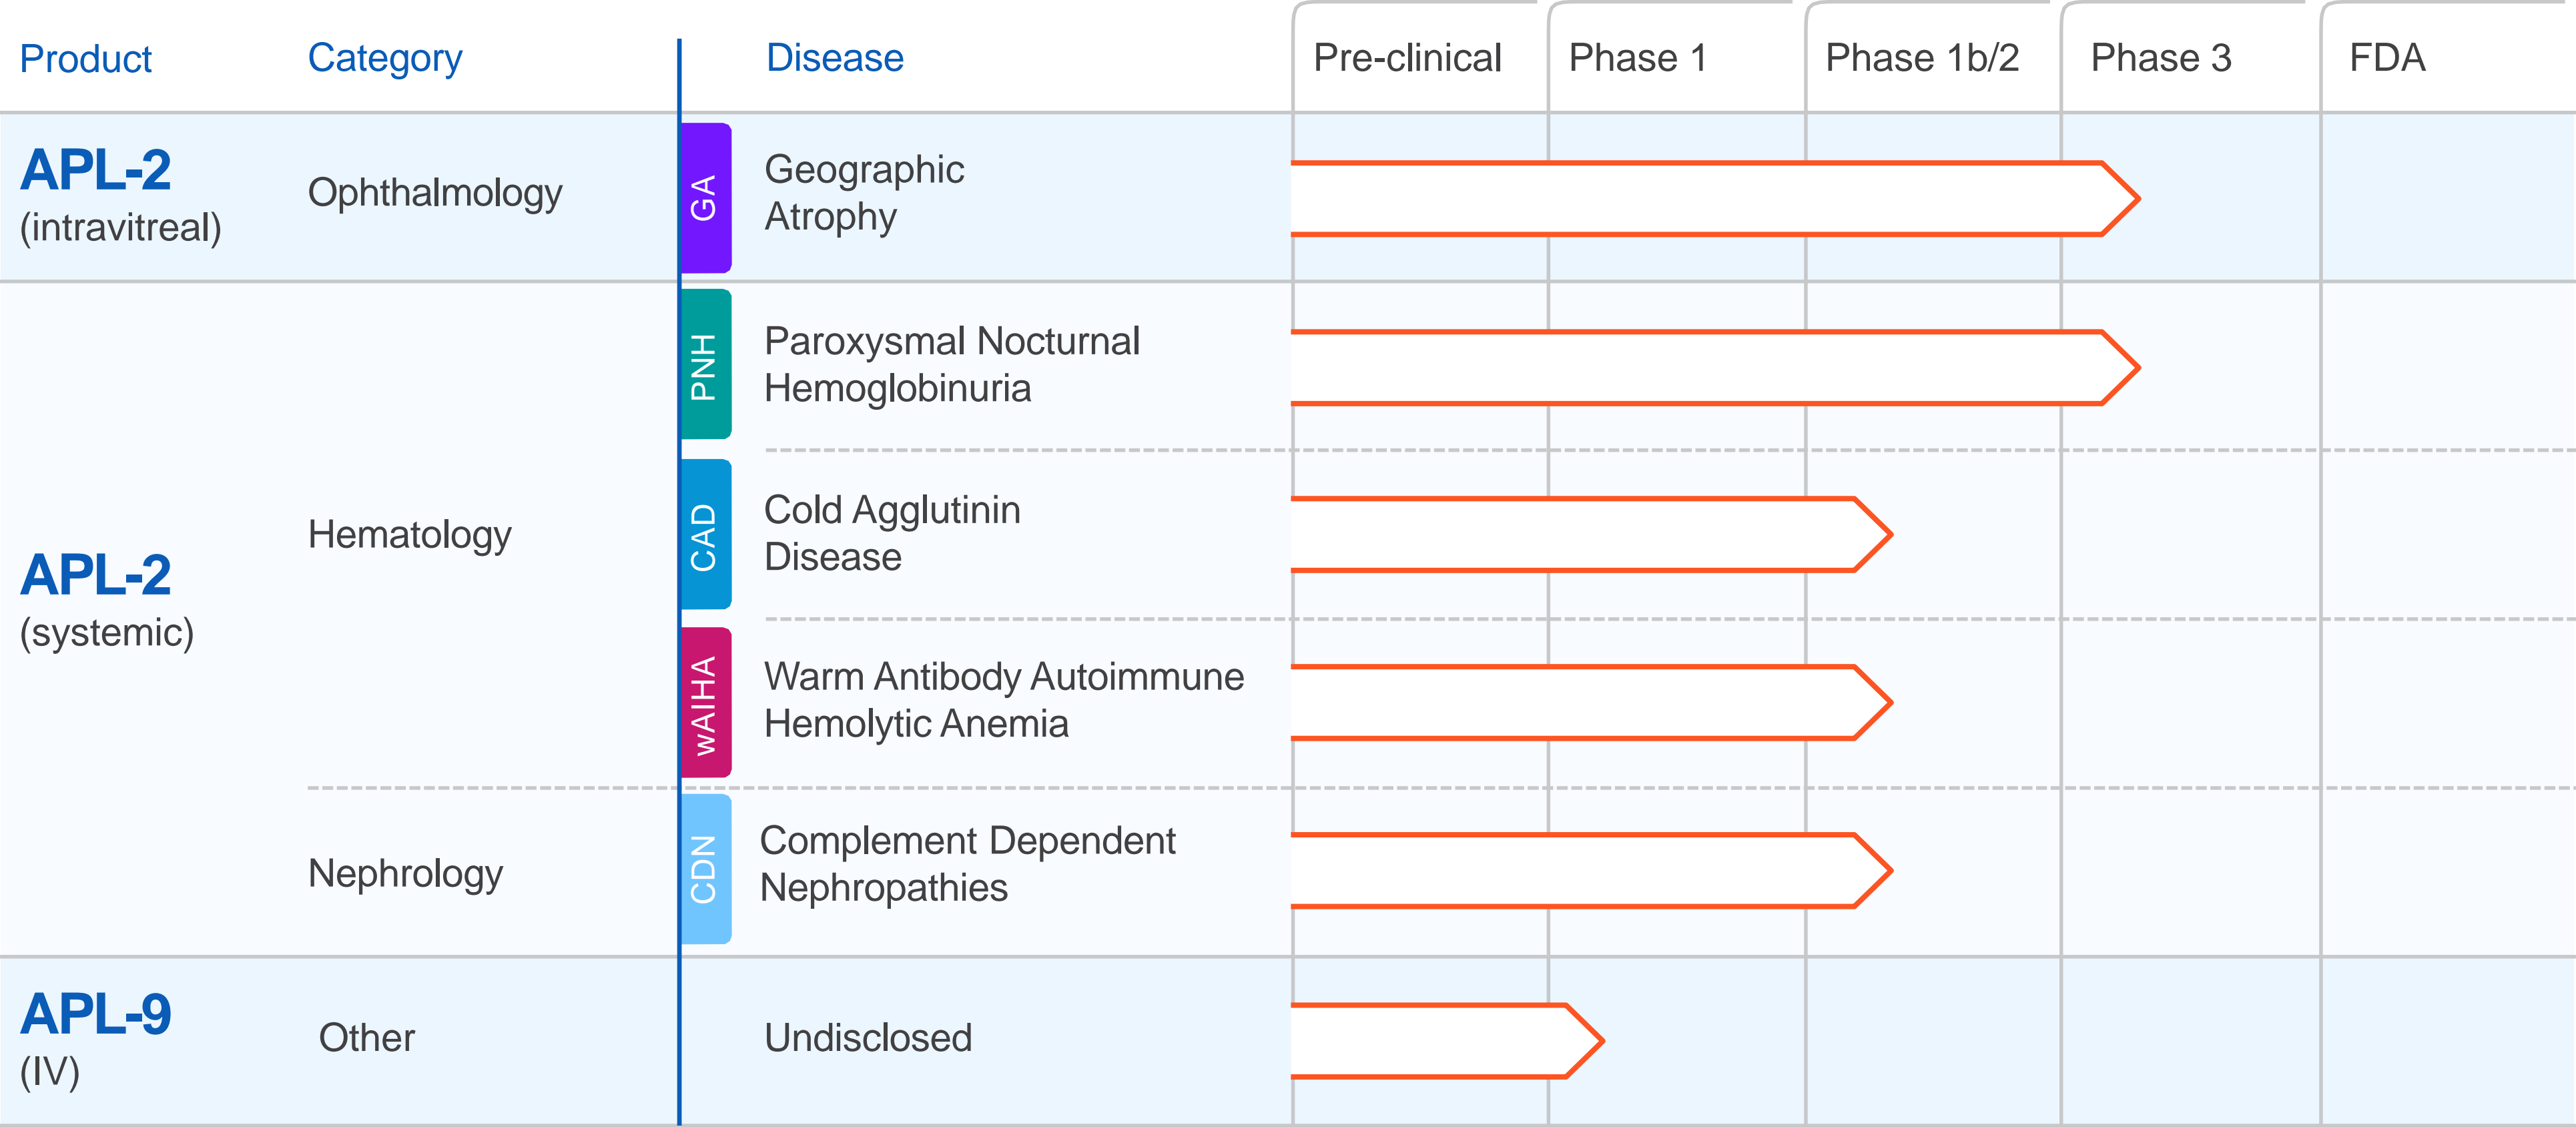 Product Category Disease Pre-clinical Phase 1 Phase 1b/2 Phase 3 FDA
APL-2
(intravitreal)
Ophthalmology
GA
Geographic
Atrophy
APL-2
(systemic)
Hematology
PNH
Paroxysmal Nocturnal
Hemoglobinuria
CAD
Cold Agglutinin
Disease
wAIHA
Warm Antibody Autoimmune
Hemolytic Anemia
Nephrology
CDN
Complement Dependent
Nephropathies
APL-9
(IV)
Other
Undisclosed